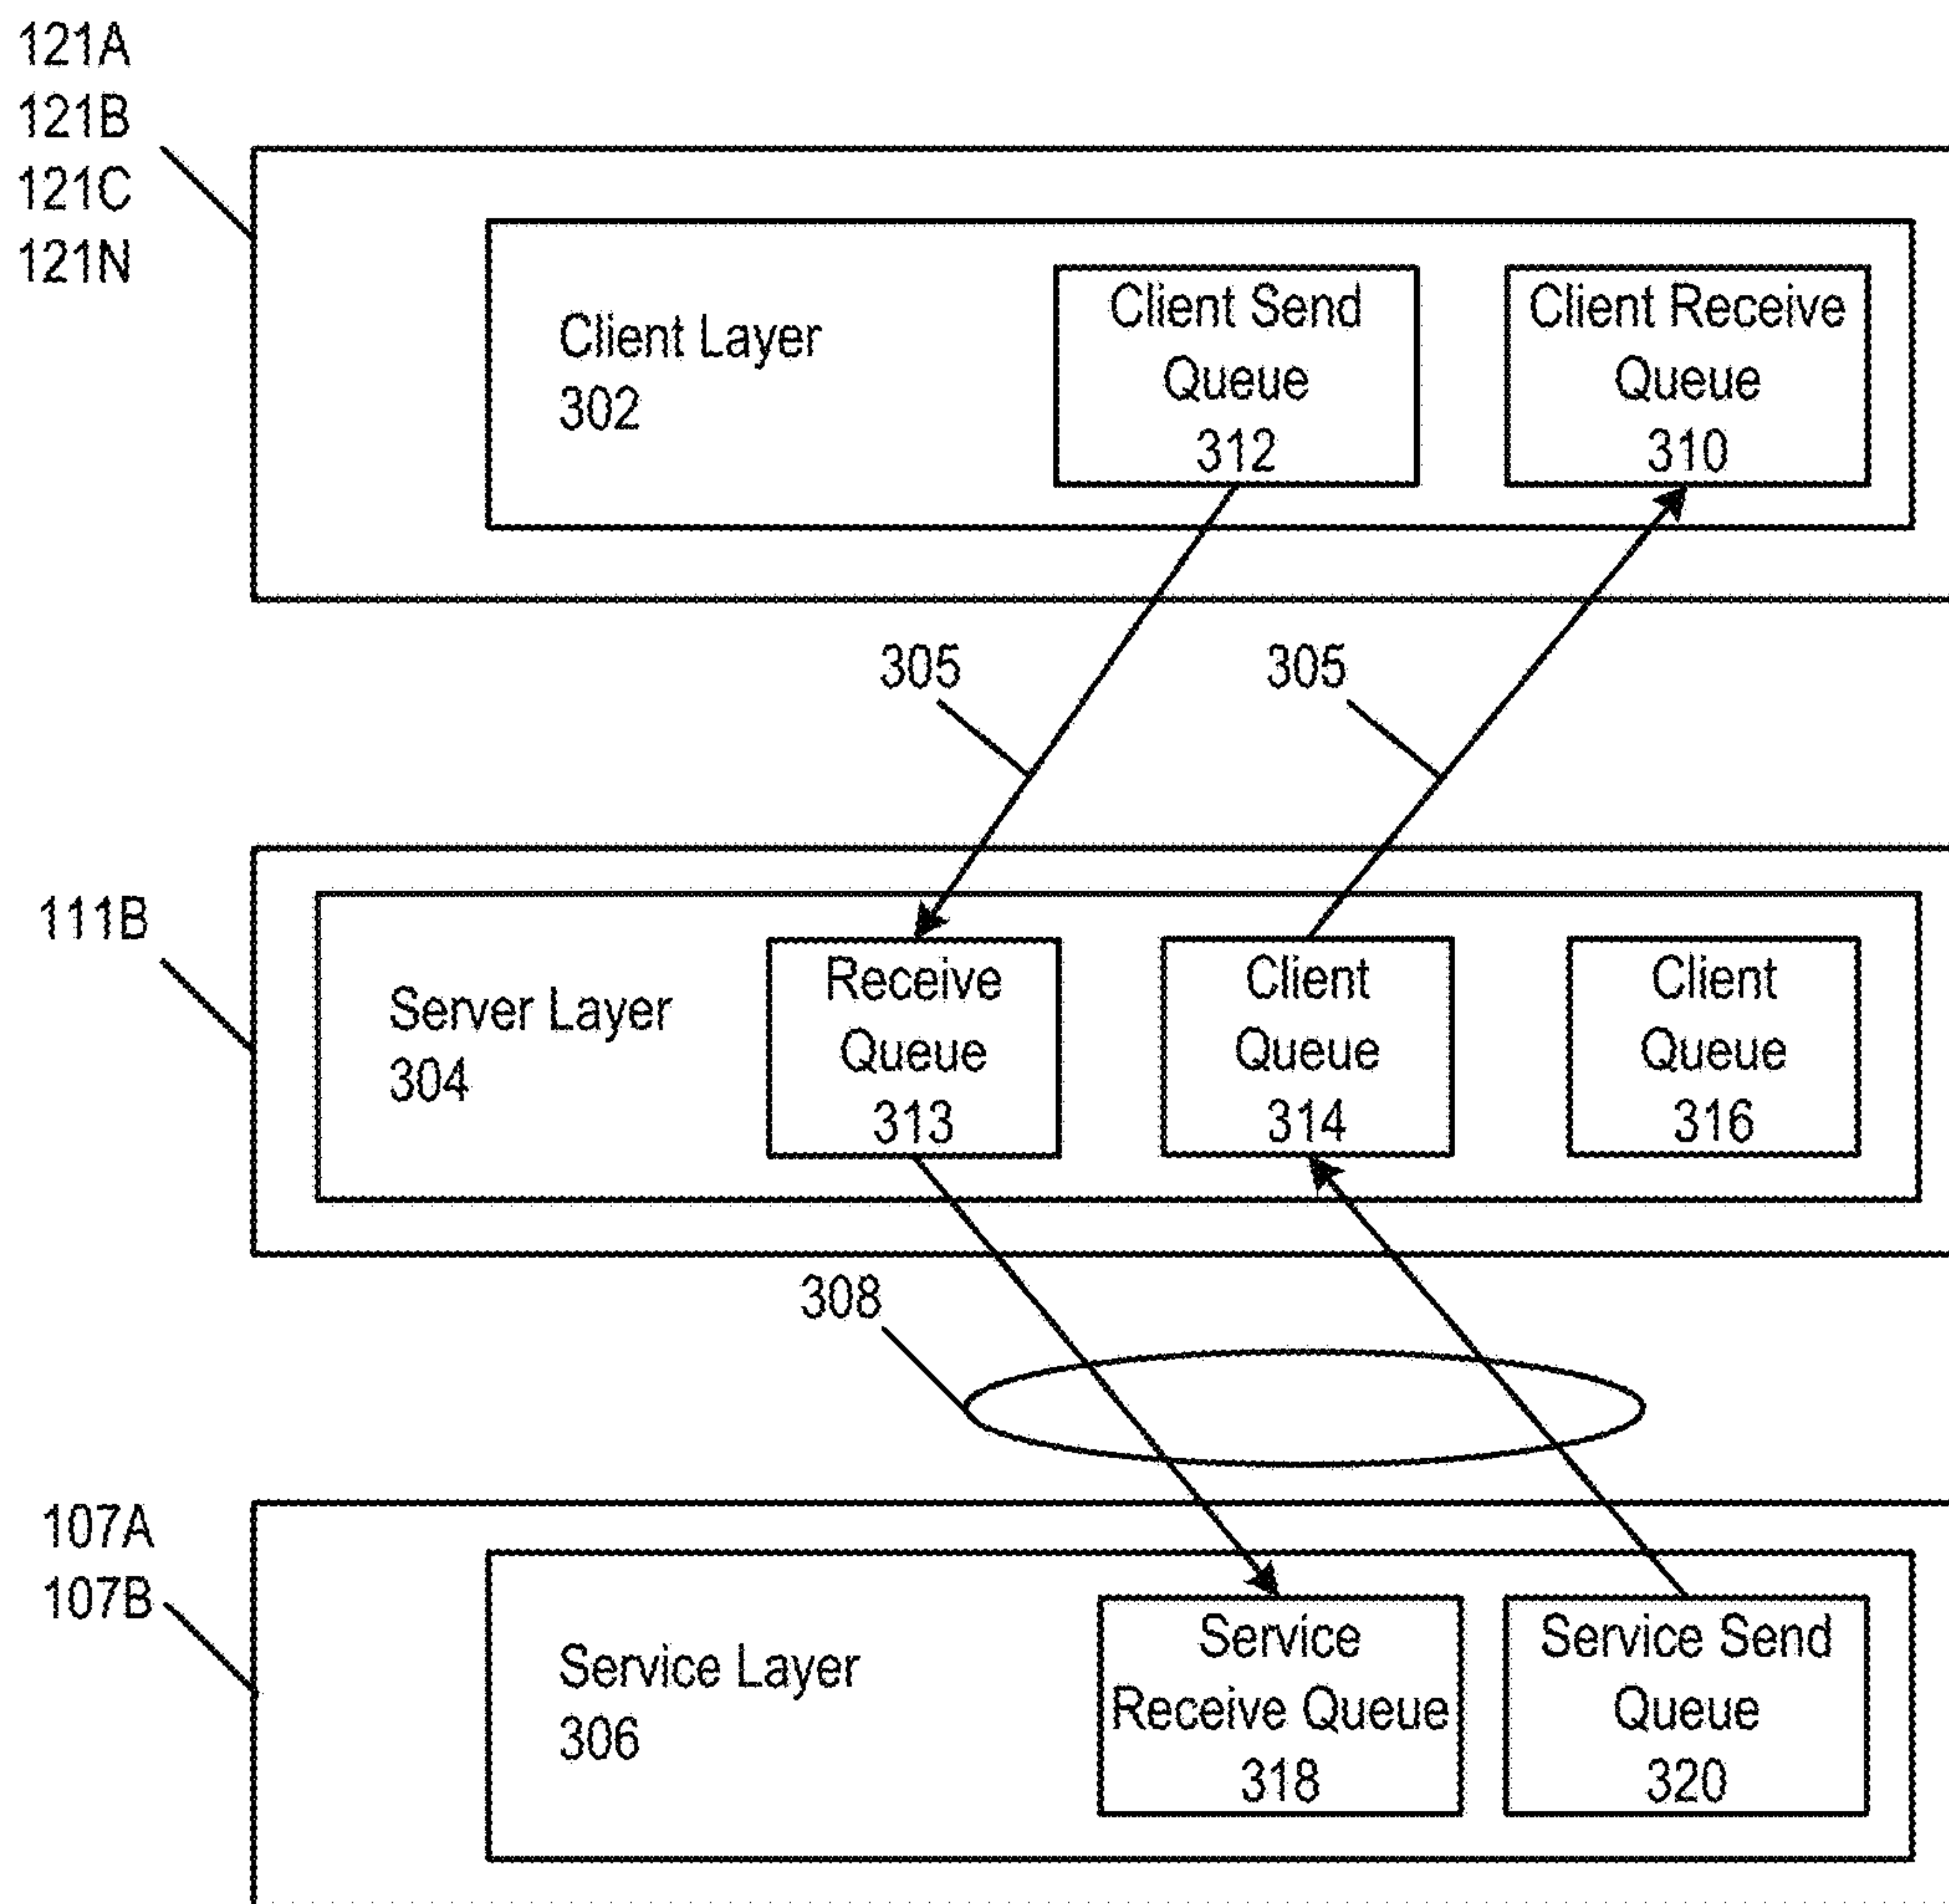 121A
121B
121C
121N
Client Layer
302
Client Send
Queue
312
Client Receive
Queue
310
305
305
111B
Server Layer
304
Receive
Queue
313
Client
Queue
314
Client
Queue
316
308
107A
107B
Service Layer
306
Service
Receive Queue
318
Service Send
Queue
320